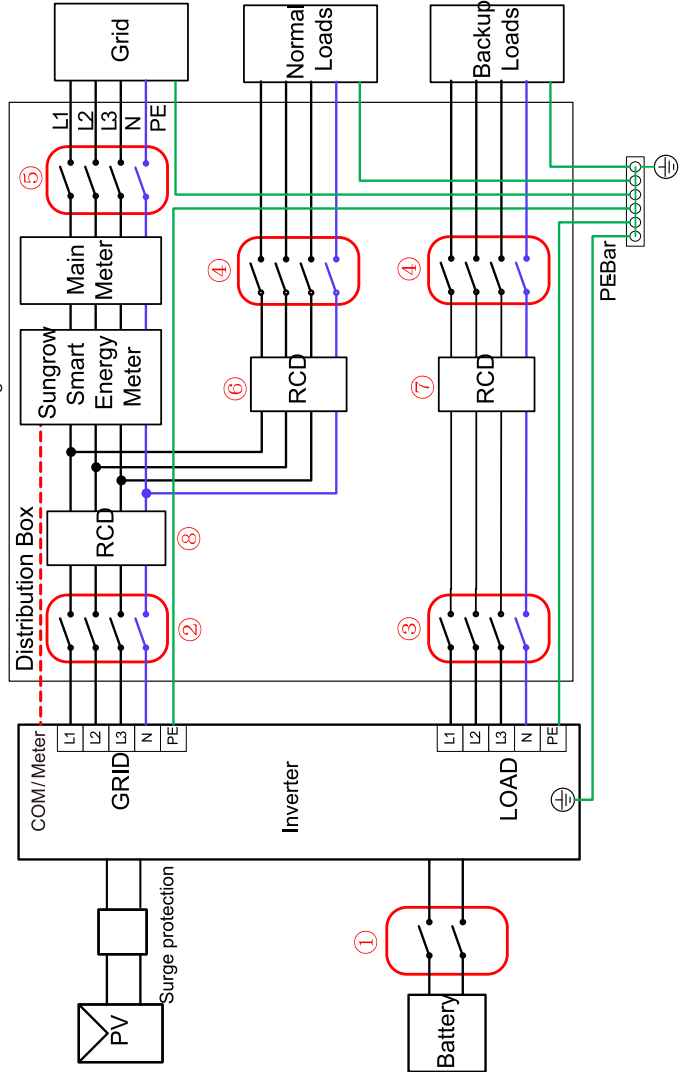 Grid
Normal
Loads
Backup
Loads
L1
L2
L3
N
PE
⑤
Main
Meter
④
④
PEBar
Sungrow
Smart
Energy
Meter
⑥
RCD
⑦
RCD
Distribution Box
RCD
⑧
②
③
COM/ Meter
L1
L2
L3
N
PE
GRID
Inverter
L1
L2
L3
N
PE
LOAD
Surge protection
PV
①
Battery